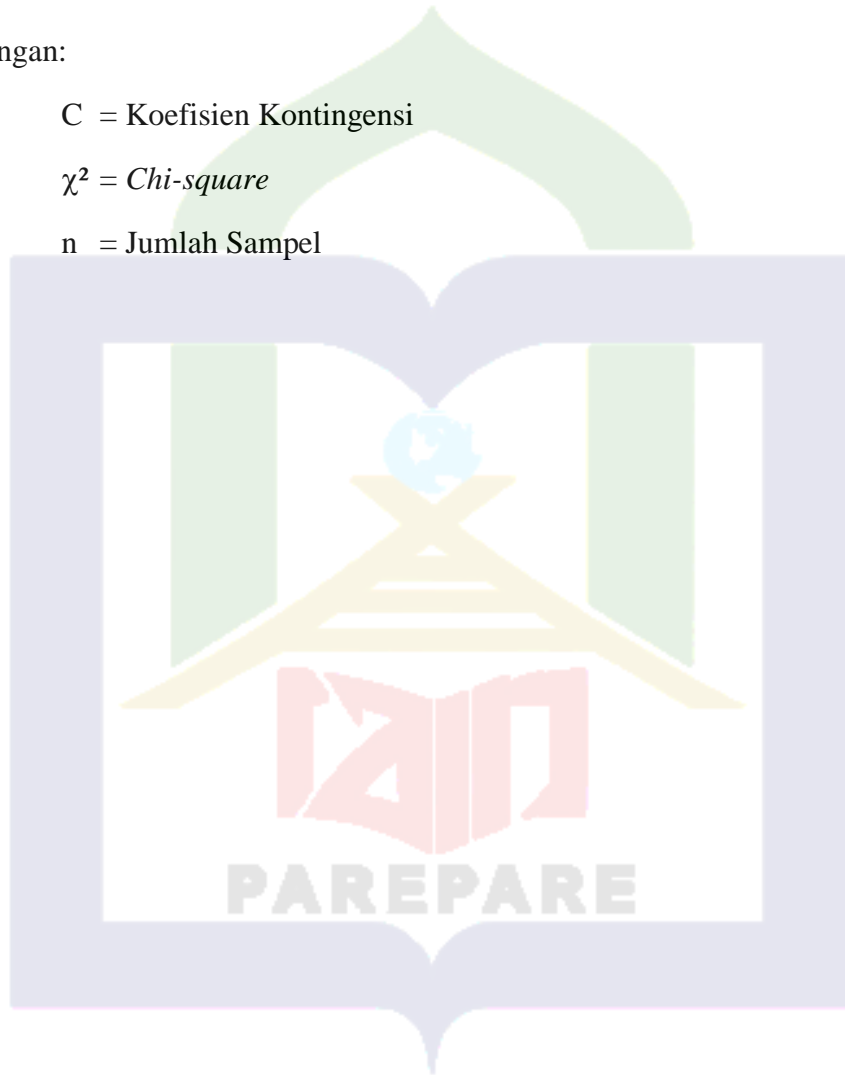 ngan:
C = Koefisien Kontingensi
χ² = Chi-square
n = Jumlah Sampel
PAREPARE